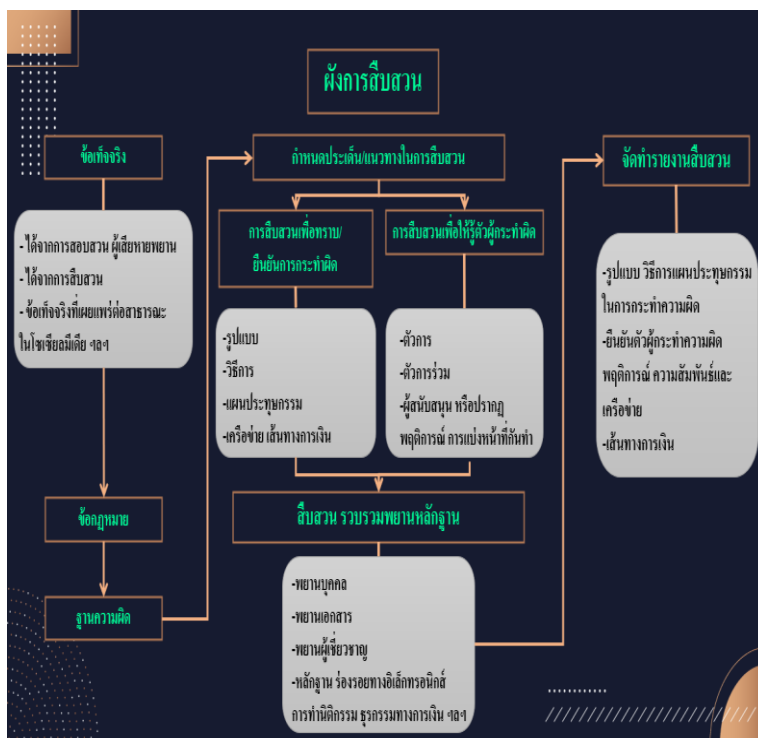 ผังการสืบสวน
ข้อเท็จจริง
- ได้จากการสอบสวน ผู้เสียหายพยาน
- ได้จากการสืบสวน
- ข้อเท็จจริงที่เผยแพร่ต่อสาธารณะ
ในโซเชียลมีเดีย ฯลฯ
ข้อกฎหมาย
ฐานความผิด
กำหนดประเด็น/แนวทางในการสืบสวน
การสืบสวนเพื่อทราบ/
ยืนยันการกระทำผิด
-รูปแบบ
-วิธีการ
-แผนประทุษกรรม
-เครือข่าย เส้นทางการเงิน
การสืบสวนเพื่อให้รู้ตัวผู้กระทำผิด
-ตัวการ
-ตัวการร่วม
-ผู้สนับสนุน หรือปรากฏ
พฤติการณ์ การแบ่งหน้าที่กันทำ
สืบสวน รวบรวมพยานหลักฐาน
-พยานบุคคล
-พยานเอกสาร
-พยานผู้เชี่ยวชาญ
-หลักฐาน ร่องรอยทางอิเล็กทรอนิกส์
การทำนิติกรรม ธุรกรรมทางการเงิน ฯลฯ
จัดทำรายงานสืบสวน
-รูปแบบ วิธีการแผนประทุษกรรม
ในการกระทำความผิด
-ยืนยันตัวผู้กระทำความผิด
พฤติการณ์ ความสัมพันธ์และ
เครือข่าย
-เส้นทางการเงิน